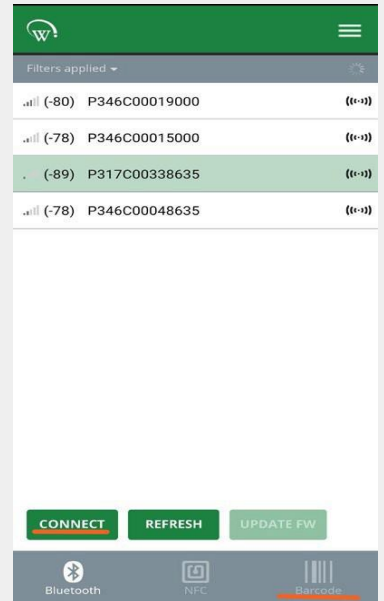 W
Filters applied
(-80) P346C00019000
(-78) P346C00015000
(-89) P317C00338635
(-78) P346C00048635
CONNECT REFRESH UPDATE FW
Bluetooth NFC Barcode